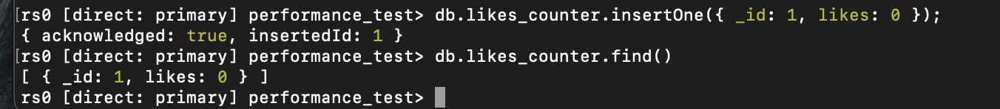 [rs0 [direct: primary] performance_test> db.likes_counter.insertOne({ _id: 1, likes: 0 });
{ acknowledged: true, insertedId: 1 }
[rs0 [direct: primary] performance_test> db.likes_counter.find()
[ { _id: 1, likes: 0 } ]
rs0 [direct: primary] performance_test>